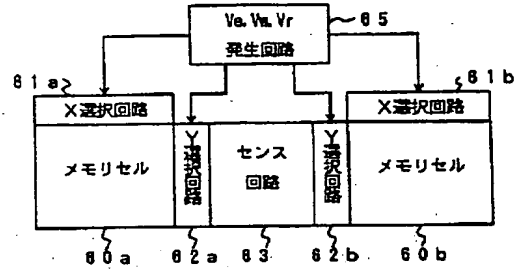 Ve.Vw.Vr
発生回路
65
61a
61b
X選択回路
X選択回路
メモリセル
Y選択回路
センス
回路
Y選択回路
メモリセル
60a
62a
63
62b
60b